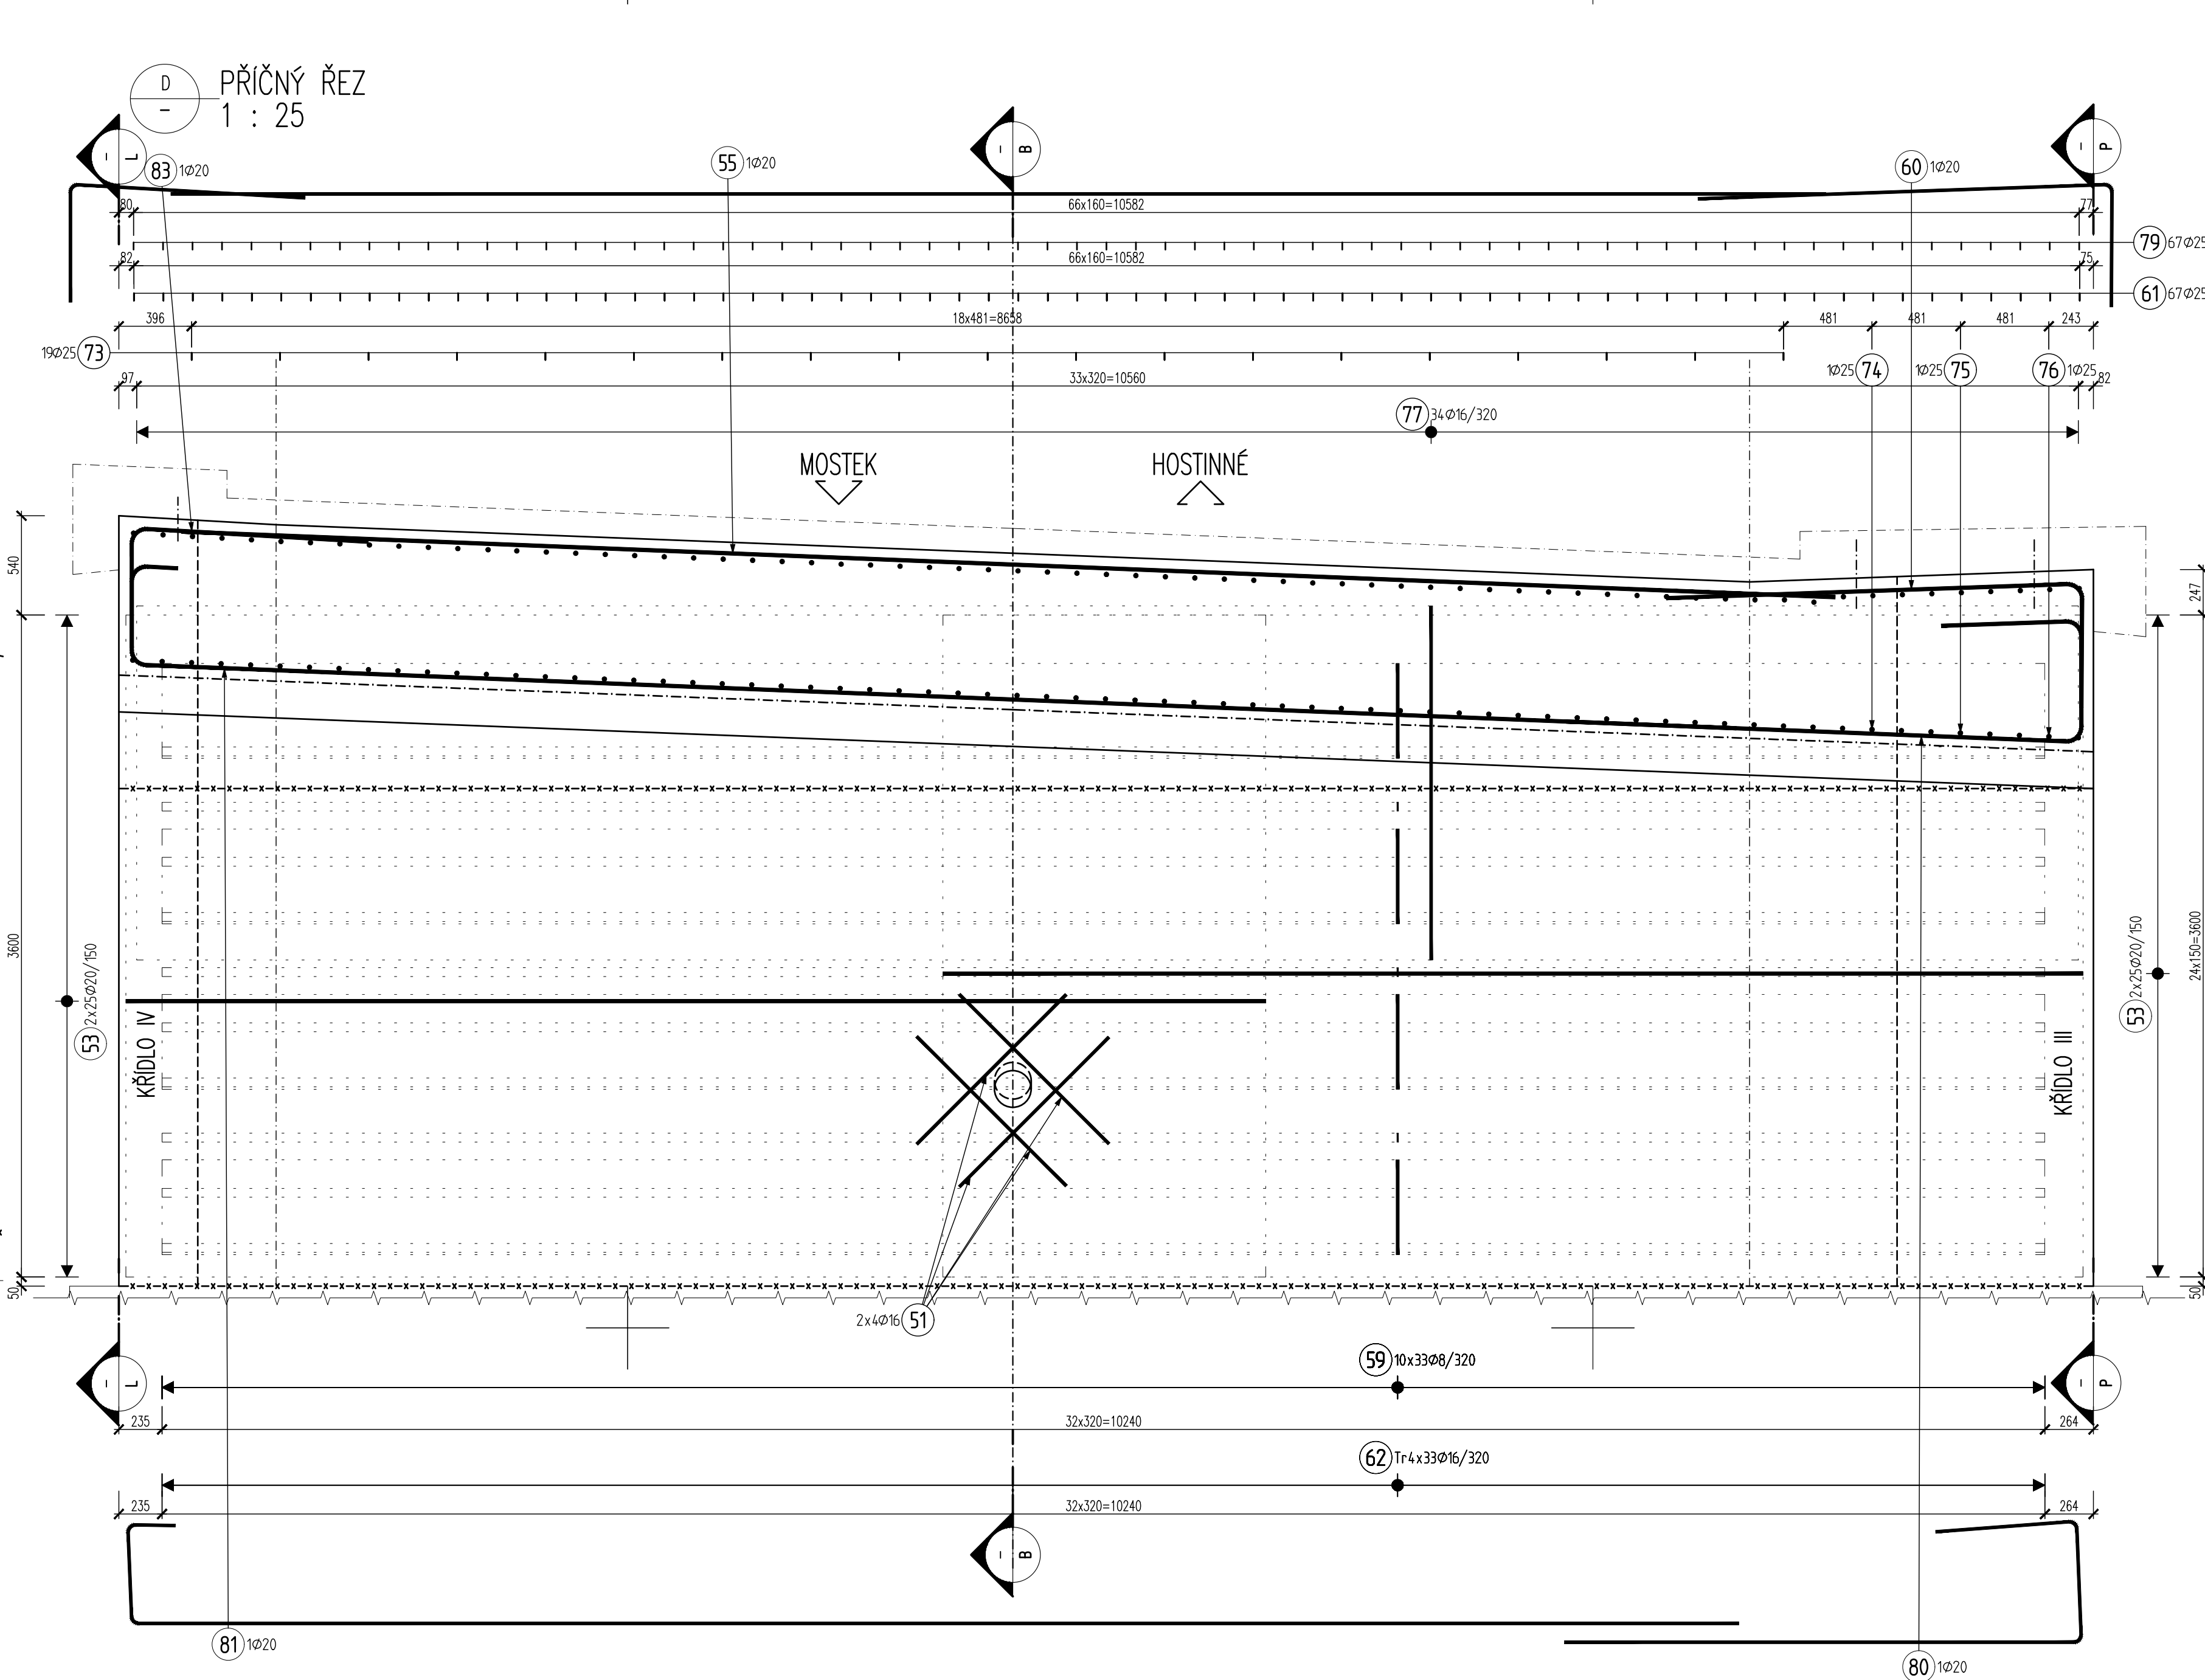 D
–
PŘÍČNÝ ŘEZ
1 : 25
– L
– B
– P
83 1Ø20
55 1Ø20
60 1Ø20
80
66x160=10582
77
79 67Ø25
82
66x160=10582
75
61 67Ø25
396
18x481=8658
481
481
481
243
19Ø25 73
1Ø25 74
1Ø25 75
76 1Ø25
97
33x320=10560
82
77 34Ø16/320
MOSTEK
HOSTINNÉ
540
247
3600
53 2x25Ø20/150
KŘÍDLO IV
KŘÍDLO III
53 2x25Ø20/150
24x150=3600
50
50
2x4Ø16 51
59 10x33Ø8/320
– L
– P
235
32x320=10240
264
62 Tr4x33Ø16/320
235
32x320=10240
264
– B
81 1Ø20
80 1Ø20